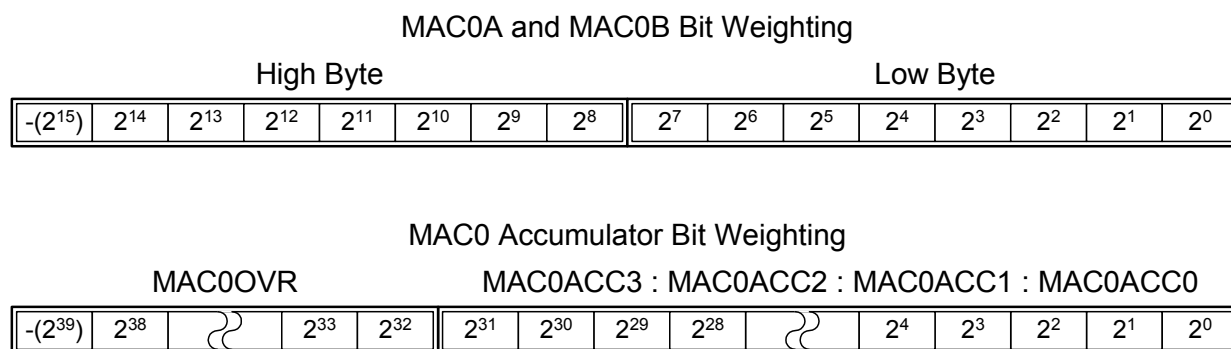 MAC0A and MAC0B Bit Weighting
High Byte Low Byte
-(2¹⁵) 2¹⁴ 2¹³ 2¹² 2¹¹ 2¹⁰ 2⁹ 2⁸ 2⁷ 2⁶ 2⁵ 2⁴ 2³ 2² 2¹ 2⁰
MAC0 Accumulator Bit Weighting
MAC0OVR MAC0ACC3 : MAC0ACC2 : MAC0ACC1 : MAC0ACC0
-(2³⁹) 2³⁸ 2³³ 2³² 2³¹ 2³⁰ 2²⁹ 2²⁸ 2⁴ 2³ 2² 2¹ 2⁰